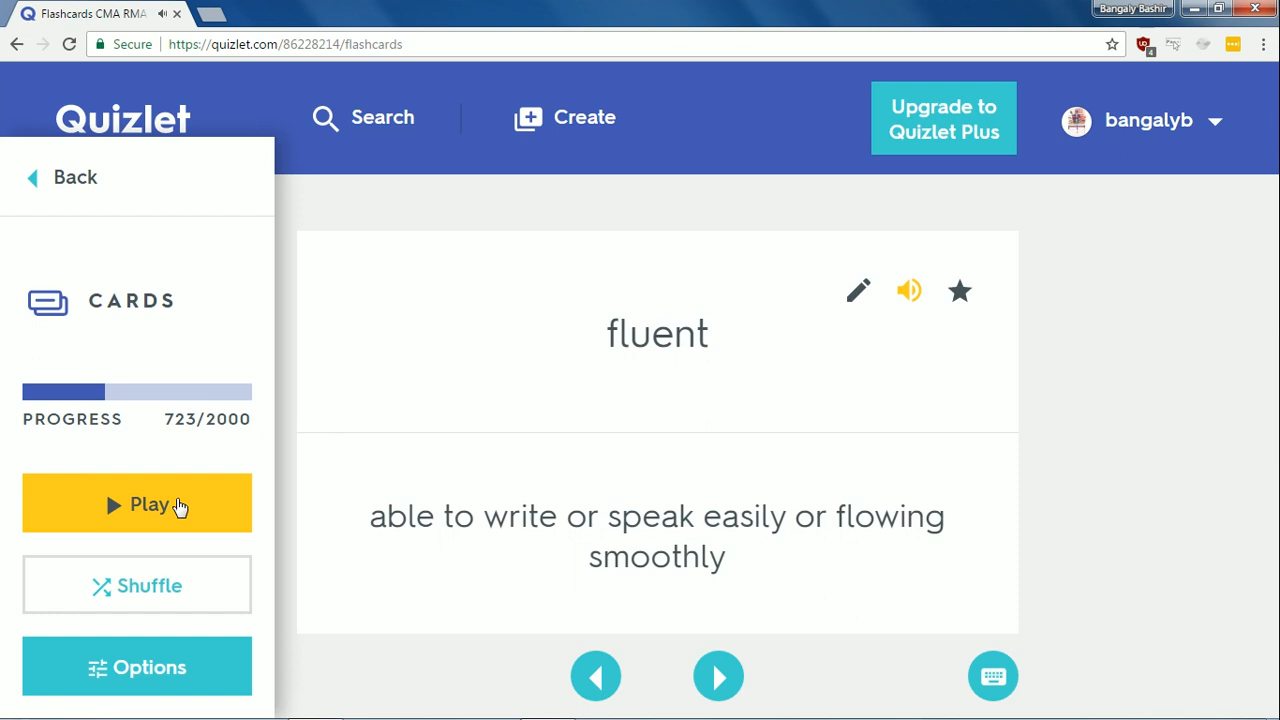 Flashcards CMA RMA
Bangaly Bashir
Secure
https://quizlet.com/86228214/flashcards
4
Quizlet
Search
Create
Upgrade to
Quizlet Plus
bangalyb
Back
CARDS
PROGRESS 723/2000
Play
Shuffle
Options
fluent
able to write or speak easily or flowing
smoothly